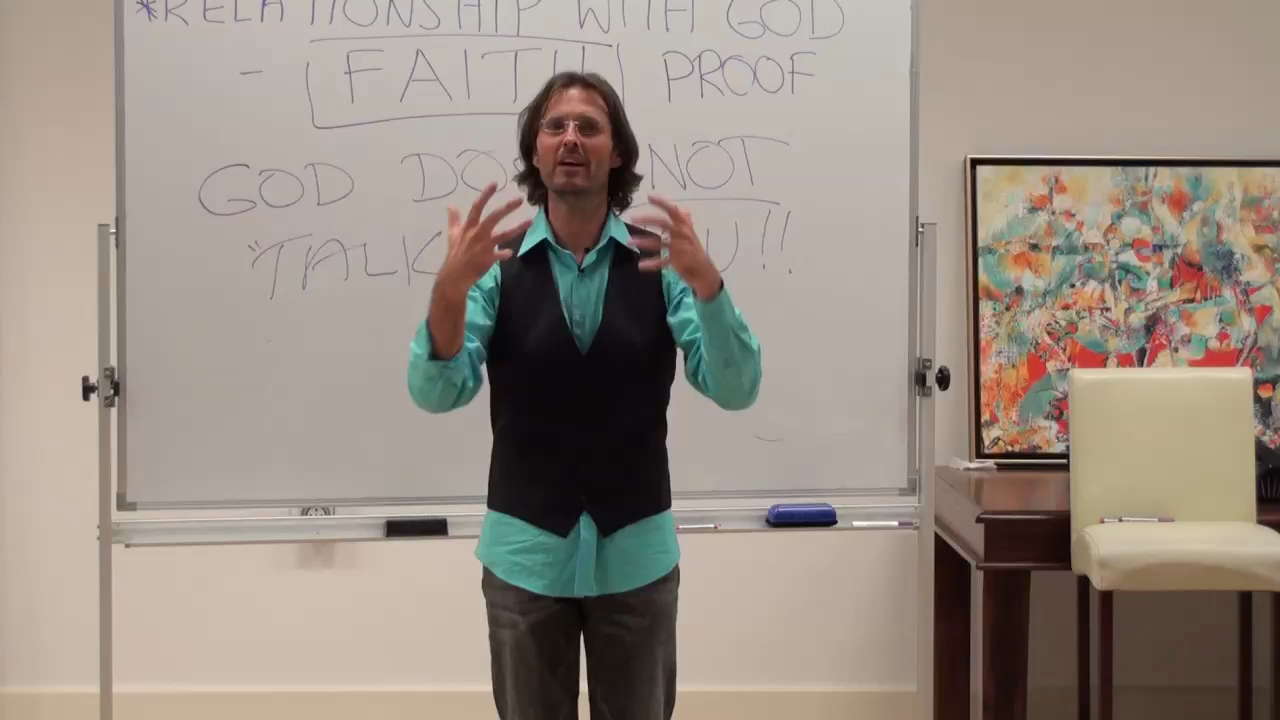 *RELATIONSHIP WITH GOD
- FAITH PROOF
GOD NOT
"TALK !!